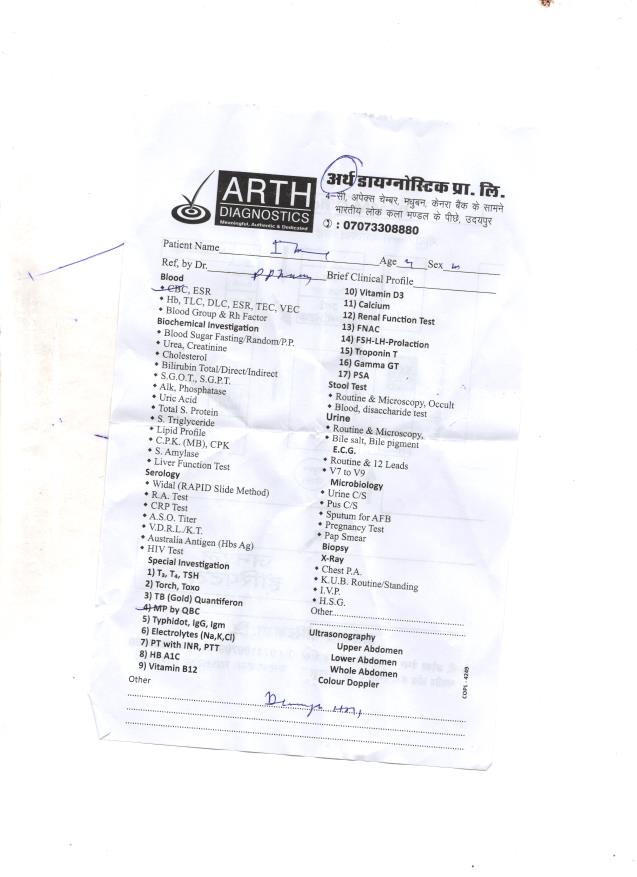 ARTH
DIAGNOSTICS
Meaningful, Authentic & Dedicated
अर्थ डायग्नोस्टिक प्रा. लि.
4-सी, अपेक्स चेम्बर, मधुबन, केनरा बैंक के सामने
भारतीय लोक कला मण्डल के पीछे, उदयपुर
: 07073308880
Patient Name
Age Sex m
Ref, by Dr. Brief Clinical Profile
Blood
CBC, ESR
Hb, TLC, DLC, ESR, TEC, VEC
Blood Group & Rh Factor
Biochemical Investigation
Blood Sugar Fasting/Random/P.P.
Urea, Creatinine
Cholesterol
Bilirubin Total/Direct/Indirect
S.G.O.T., S.G.P.T.
Alk, Phosphatase
Uric Acid
Total S. Protein
S. Triglyceride
Lipid Profile
C.P.K. (MB), CPK
S. Amylase
Liver Function Test
Serology
Widal (RAPID Slide Method)
R.A. Test
CRP Test
A.S.O. Titer
V.D.R.L./K.T.
Australia Antigen (Hbs Ag)
HIV Test
Special Investigation
1) T₃, T₄, TSH
2) Torch, Toxo
3) TB (Gold) Quantiferon
4) MP by QBC
5) Typhidot, IgG, Igm
6) Electrolytes (Na,K,Cl)
7) PT with INR, PTT
8) HB A1C
9) Vitamin B12
10) Vitamin D3
11) Calcium
12) Renal Function Test
13) FNAC
14) FSH-LH-Prolaction
15) Troponin T
16) Gamma GT
17) PSA
Stool Test
Routine & Microscopy, Occult
Blood, disaccharide test
Urine
Routine & Microscopy,
Bile salt, Bile pigment
E.C.G.
Routine & 12 Leads
V7 to V9
Microbiology
Urine C/S
Pus C/S
Sputum for AFB
Pregnancy Test
Pap Smear
Biopsy
X-Ray
Chest P.A.
K.U.B. Routine/Standing
I.V.P.
H.S.G.
Other
Ultrasonography
Upper Abdomen
Lower Abdomen
Whole Abdomen
Colour Doppler
COPL - 4249
Other